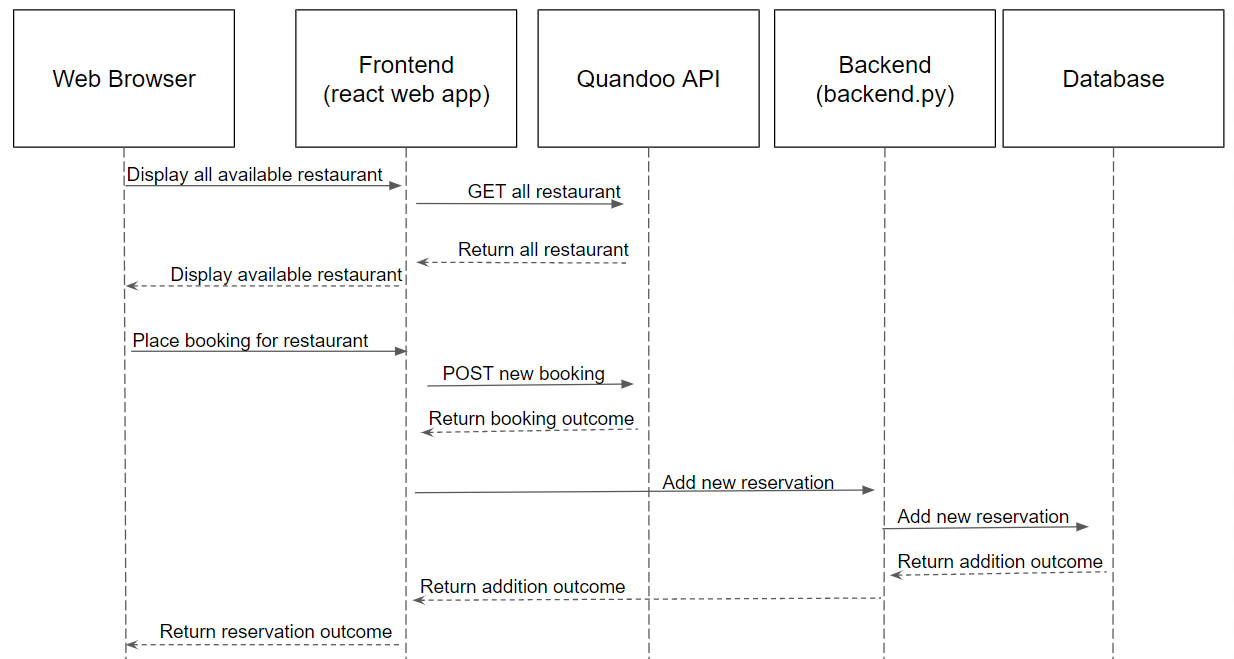 Web Browser
Frontend
(react web app)
Quandoo API
Backend
(backend.py)
Database
Display all available restaurant
GET all restaurant
Return all restaurant
Display available restaurant
Place booking for restaurant
POST new booking
Return booking outcome
Add new reservation
Add new reservation
Return addition outcome
Return addition outcome
Return reservation outcome